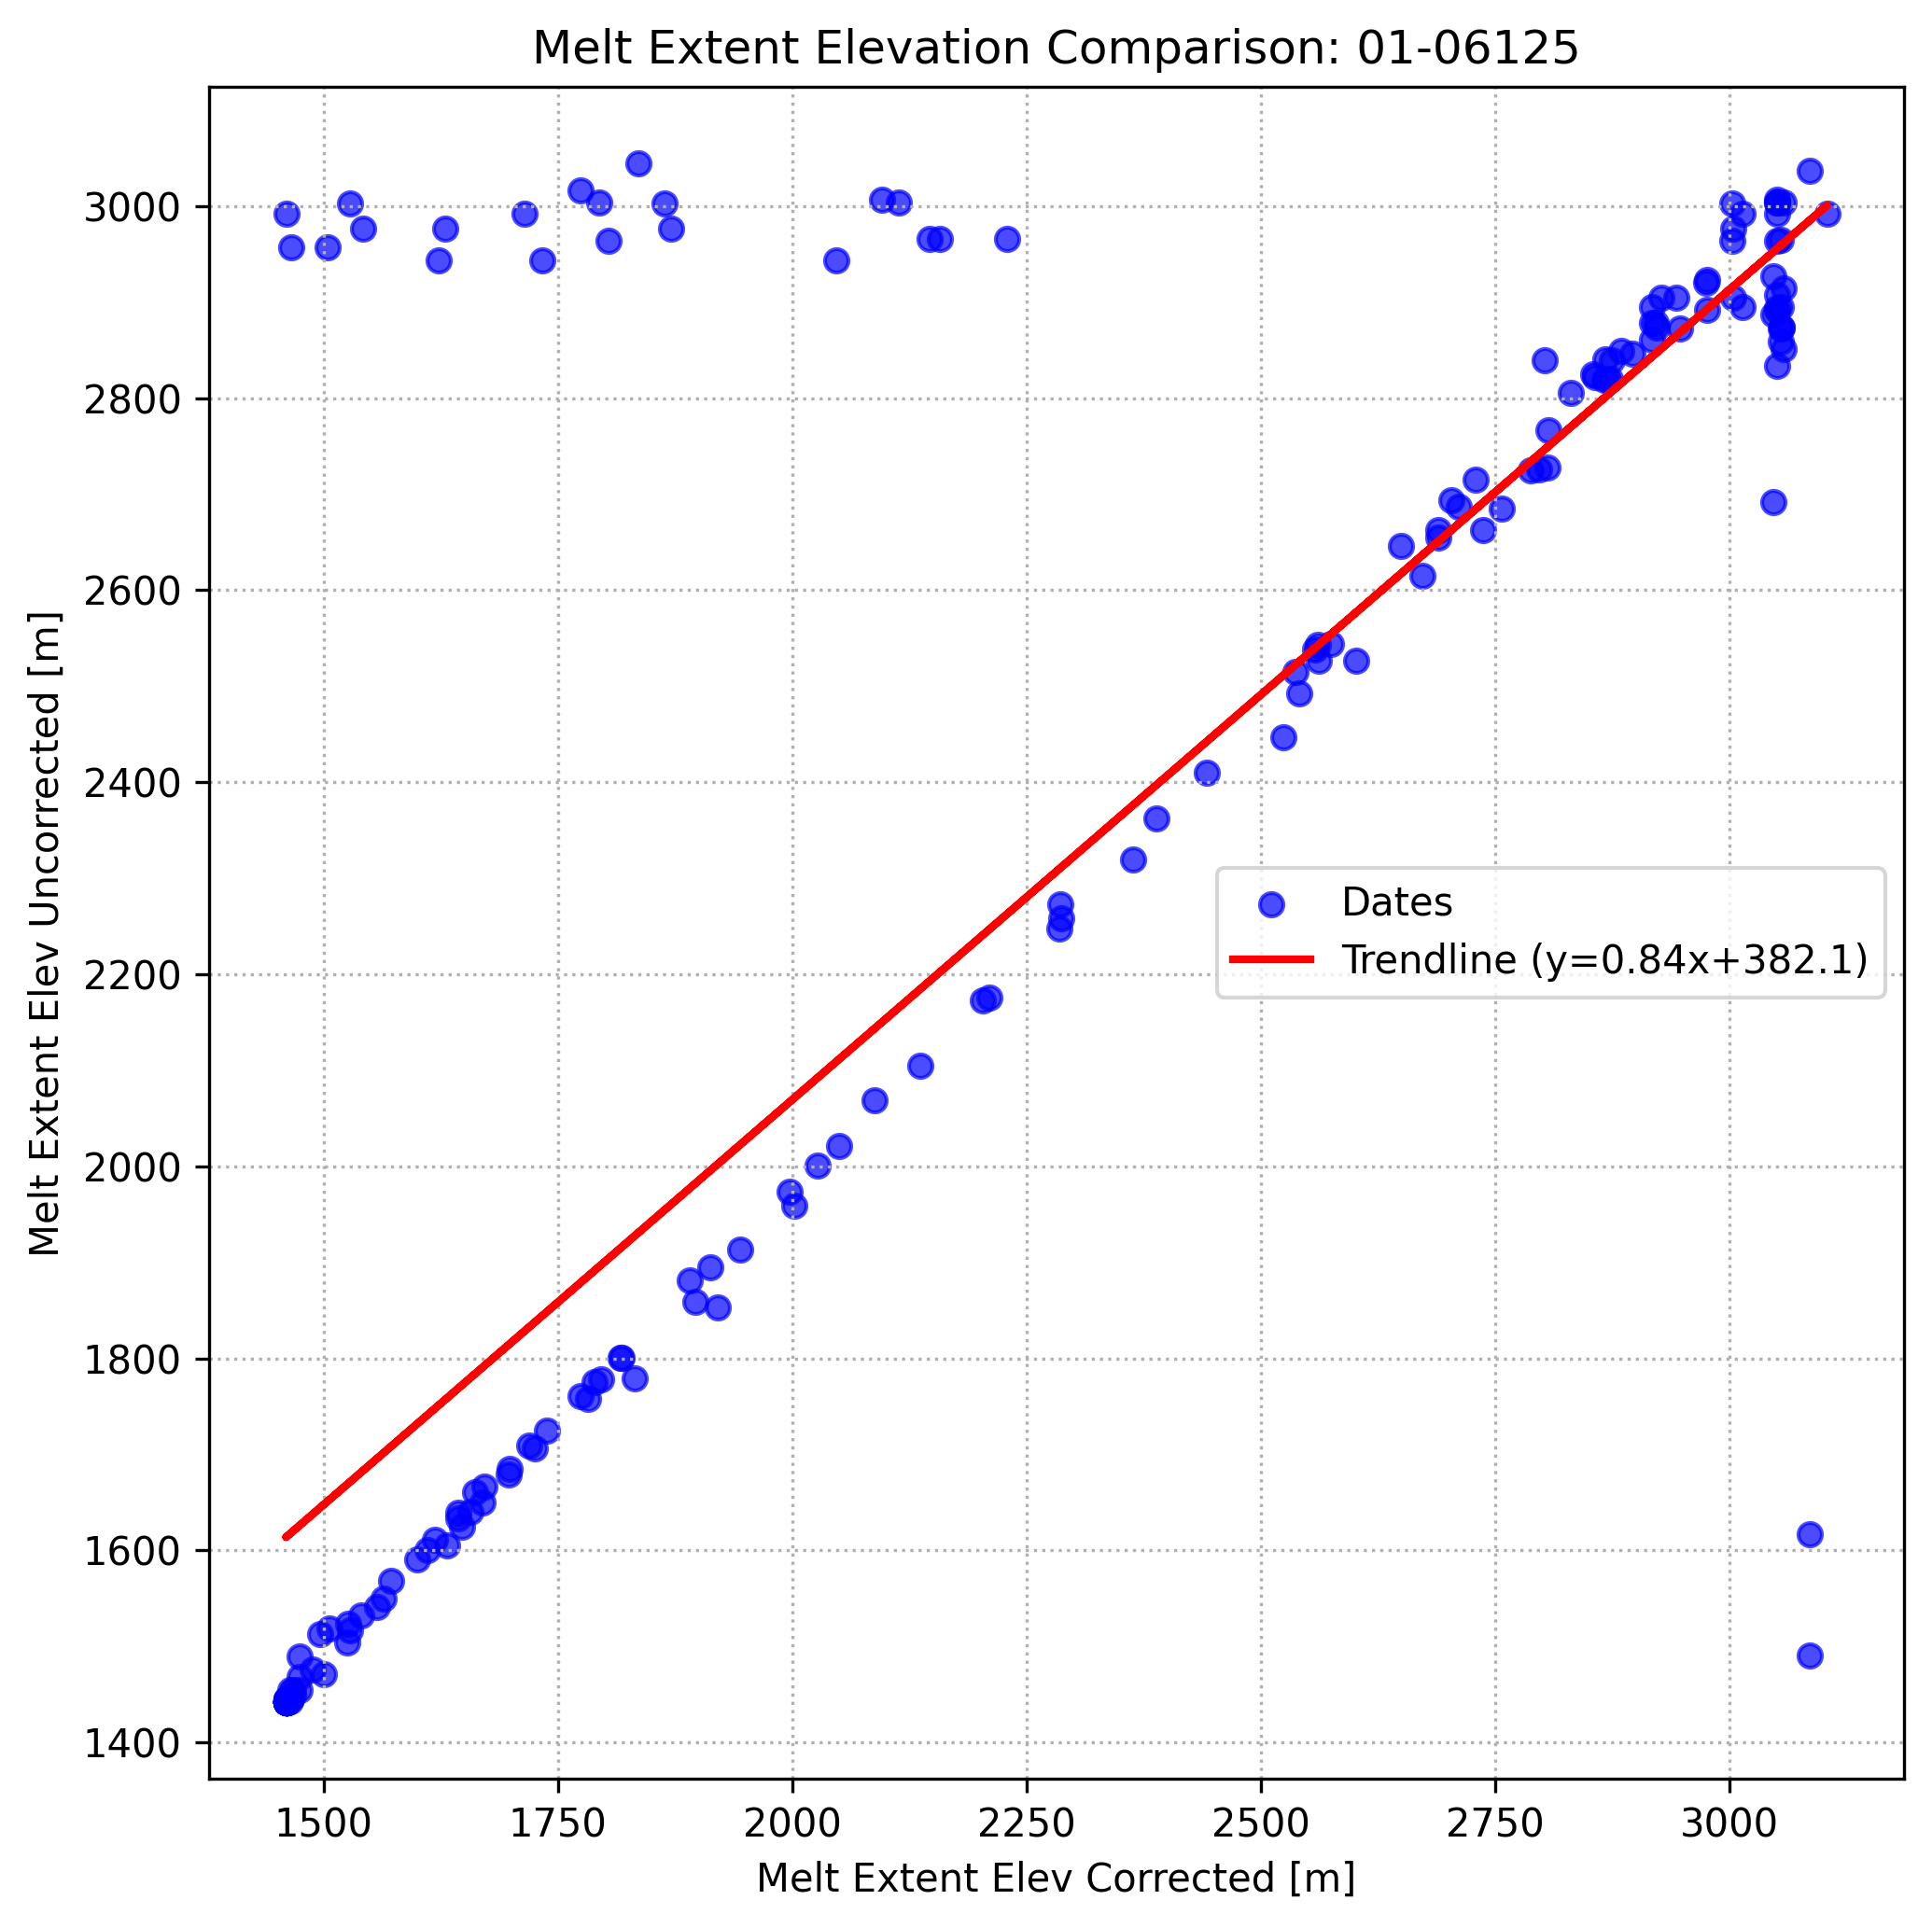 Melt Extent Elevation Comparison: 01-06125
Melt Extent Elev Uncorrected [m]
3000
2800
2600
2400
2200
2000
1800
1600
1400
Dates
Trendline (y=0.84x+382.1)
1500 1750 2000 2250 2500 2750 3000
Melt Extent Elev Corrected [m]